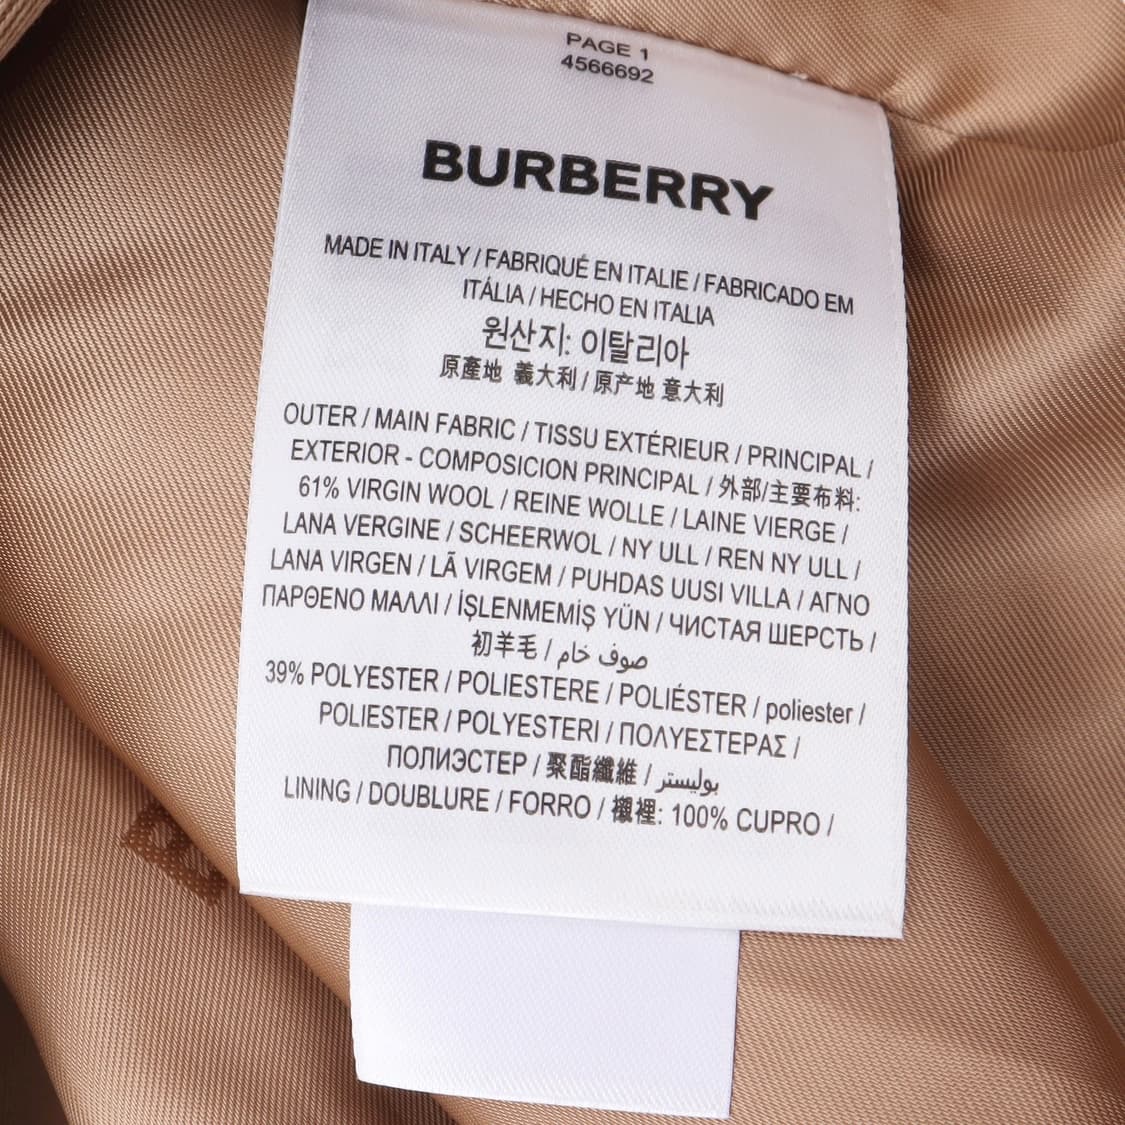 PAGE 1
4566692
BURBERRY
MADE IN ITALY / FABRIQUÉ EN ITALIE / FABRICADO EM
ITÁLIA / HECHO EN ITALIA
원산지: 이탈리아
原產地 義大利 / 原产地 意大利
OUTER / MAIN FABRIC / TISSU EXTÉRIEUR / PRINCIPAL /
EXTERIOR - COMPOSICION PRINCIPAL / 外部/主要布料:
61% VIRGIN WOOL / REINE WOLLE / LAINE VIERGE /
LANA VERGINE / SCHEERWOL / NY ULL / REN NY ULL /
LANA VIRGEN / LÃ VIRGEM / PUHDAS UUSI VILLA / ΑΓΝΟ
ΠΑΡΘΕΝΟ ΜΑΛΛΙ / İŞLENMEMİŞ YÜN / ЧИСТАЯ ШЕРСТЬ /
初羊毛 / صوف خام
39% POLYESTER / POLIESTERE / POLIÉSTER / poliester /
POLIESTER / POLYESTERI / ΠΟΛΥΕΣΤΕΡΑΣ /
ПОЛИЭСТЕР / 聚酯纖維 / بوليستر
LINING / DOUBLURE / FORRO / 襯裡: 100% CUPRO /